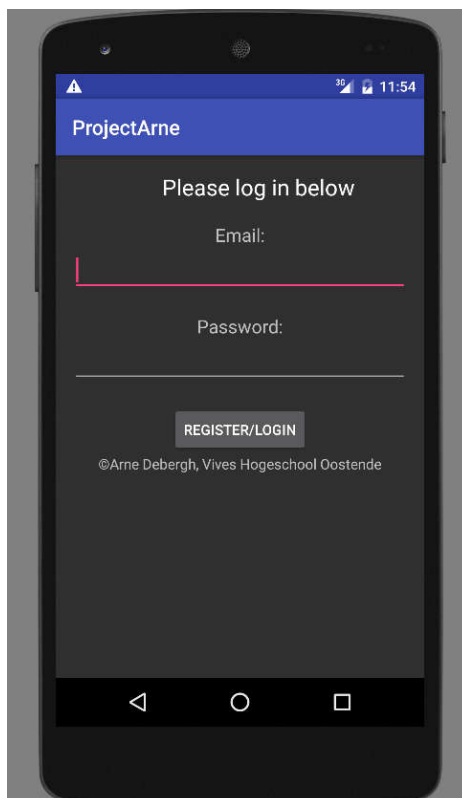 3G 11:54
ProjectArne
Please log in below
Email:
Password:
REGISTER/LOGIN
©Arne Debergh, Vives Hogeschool Oostende